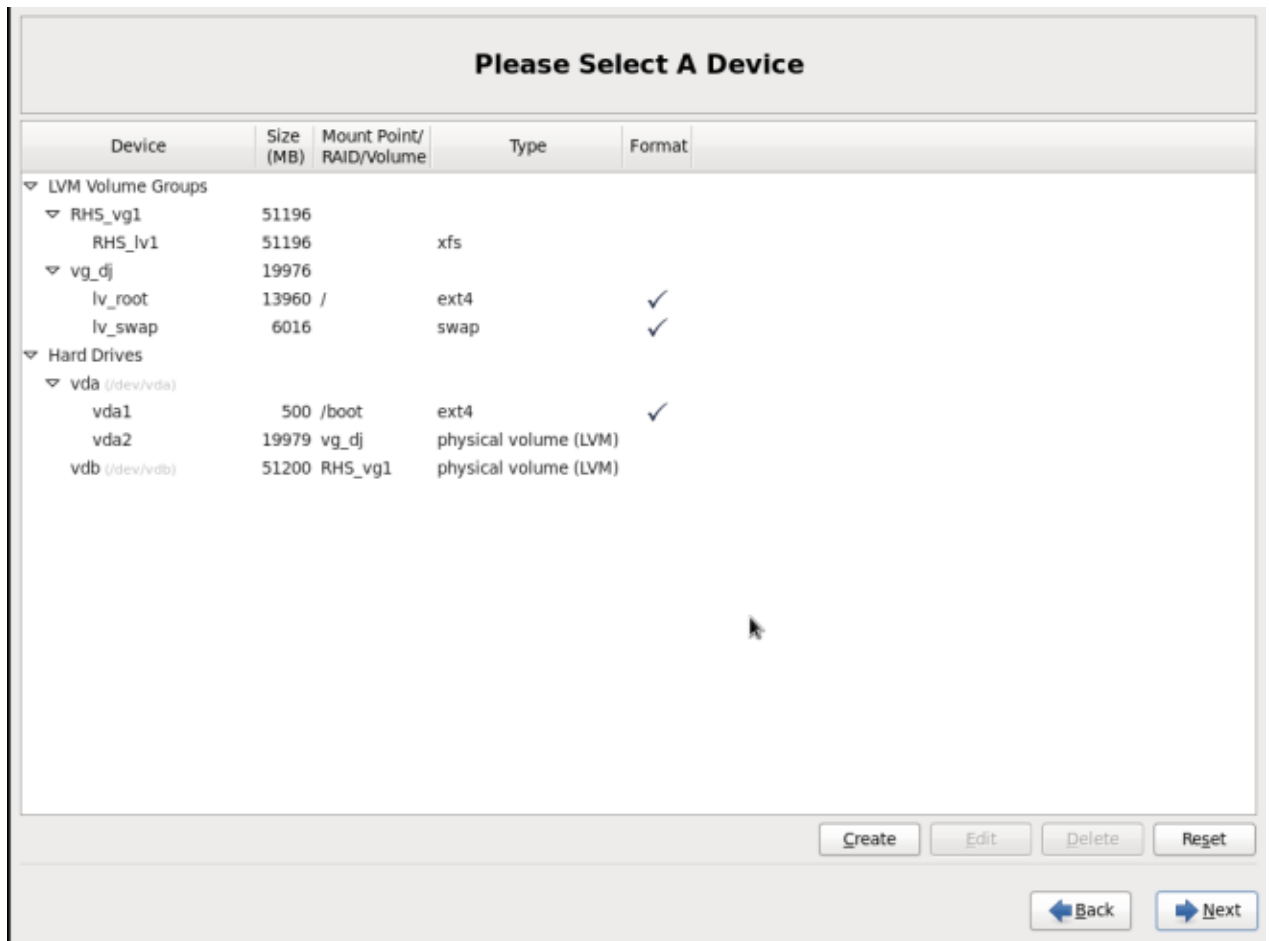 Please Select A Device
Device Size (MB) Mount Point/ RAID/Volume Type Format
LVM Volume Groups
RHS_vg1 51196
RHS_lv1 51196 xfs
vg_dj 19976
lv_root 13960 / ext4
lv_swap 6016 swap
Hard Drives
vda (/dev/vda)
vda1 500 /boot ext4
vda2 19979 vg_dj physical volume (LVM)
vdb (/dev/vdb) 51200 RHS_vg1 physical volume (LVM)
Create Edit Delete Reset
Back Next